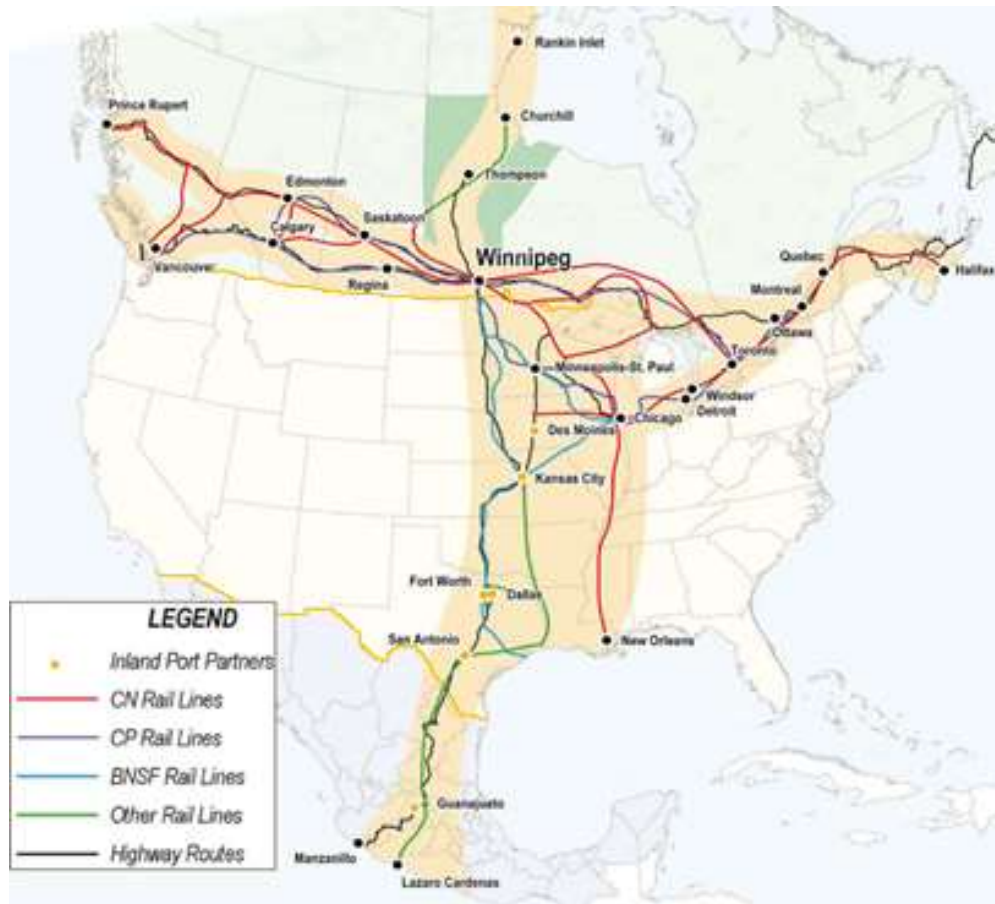 Rankin Inlet
Prince Rupert
Churchill
Thompson
Edmonton
Saskatoon
Calgary
Winnipeg
Quebec
Vancouver
Regina
Halifax
Montreal
Ottawa
Toronto
Minneapolis-St. Paul
Windsor
Detroit
Chicago
Des Moines
Kansas City
Fort Worth
Dallas
San Antonio
New Orleans
LEGEND
Inland Port Partners
CN Rail Lines
CP Rail Lines
BNSF Rail Lines
Other Rail Lines
Highway Routes
Guanajuato
Manzanillo
Lazaro Cardenas